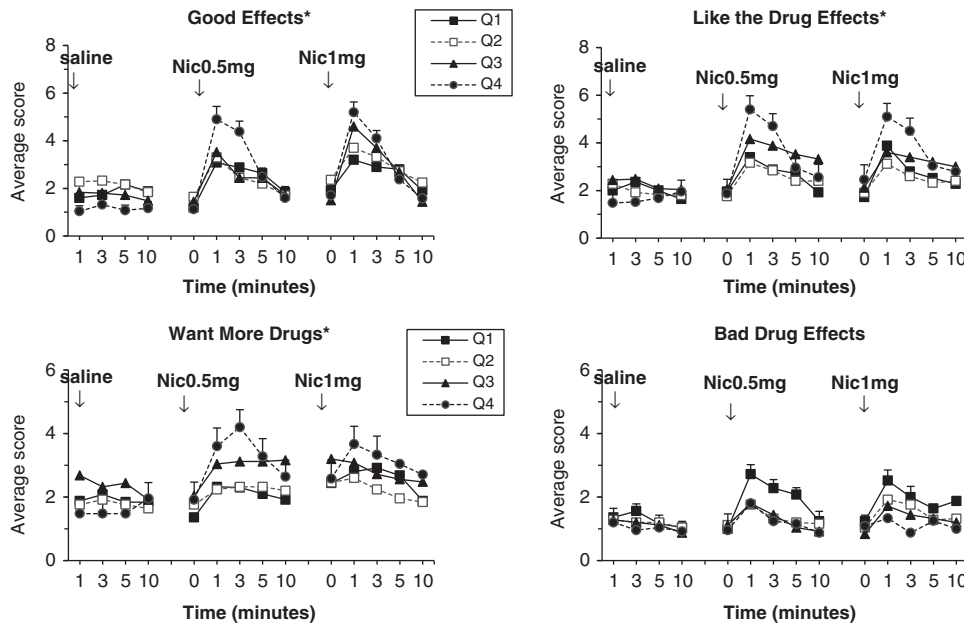 Good Effects*
Q1
Q2
Q3
Q4
Average score
8
6
4
2
0
saline
Nic0.5mg
Nic1mg
1 3 5 10 0 1 3 5 10 0 1 3 5 10
Time (minutes)
Like the Drug Effects*
Average score
8
6
4
2
0
saline
Nic0.5mg
Nic1mg
1 3 5 10 0 1 3 5 10 0 1 3 5 10
Time (minutes)
Want More Drugs*
Q1
Q2
Q3
Q4
Average score
6
4
2
0
saline
Nic0.5mg
Nic1mg
1 3 5 10 0 1 3 5 10 0 1 3 5 10
Time (minutes)
Bad Drug Effects
Average score
6
4
2
0
saline
Nic0.5mg
Nic1mg
1 3 5 10 0 1 3 5 10 0 1 3 5 10
Time (minutes)